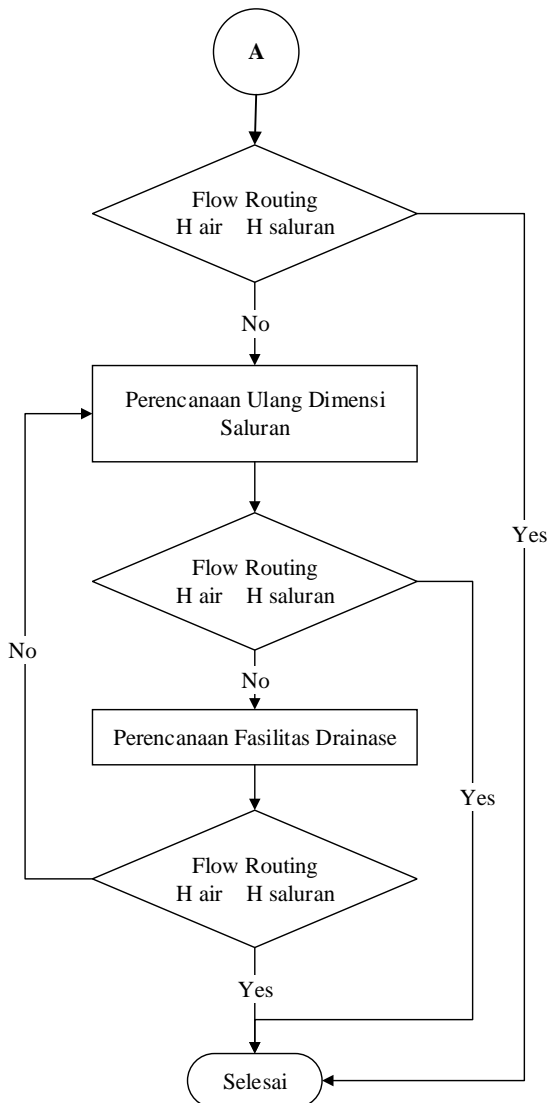 A
Flow Routing
H air H saluran
No
Perencanaan Ulang Dimensi
Saluran
Yes
Flow Routing
H air H saluran
No
No
Perencanaan Fasilitas Drainase
Yes
Flow Routing
H air H saluran
Yes
Selesai